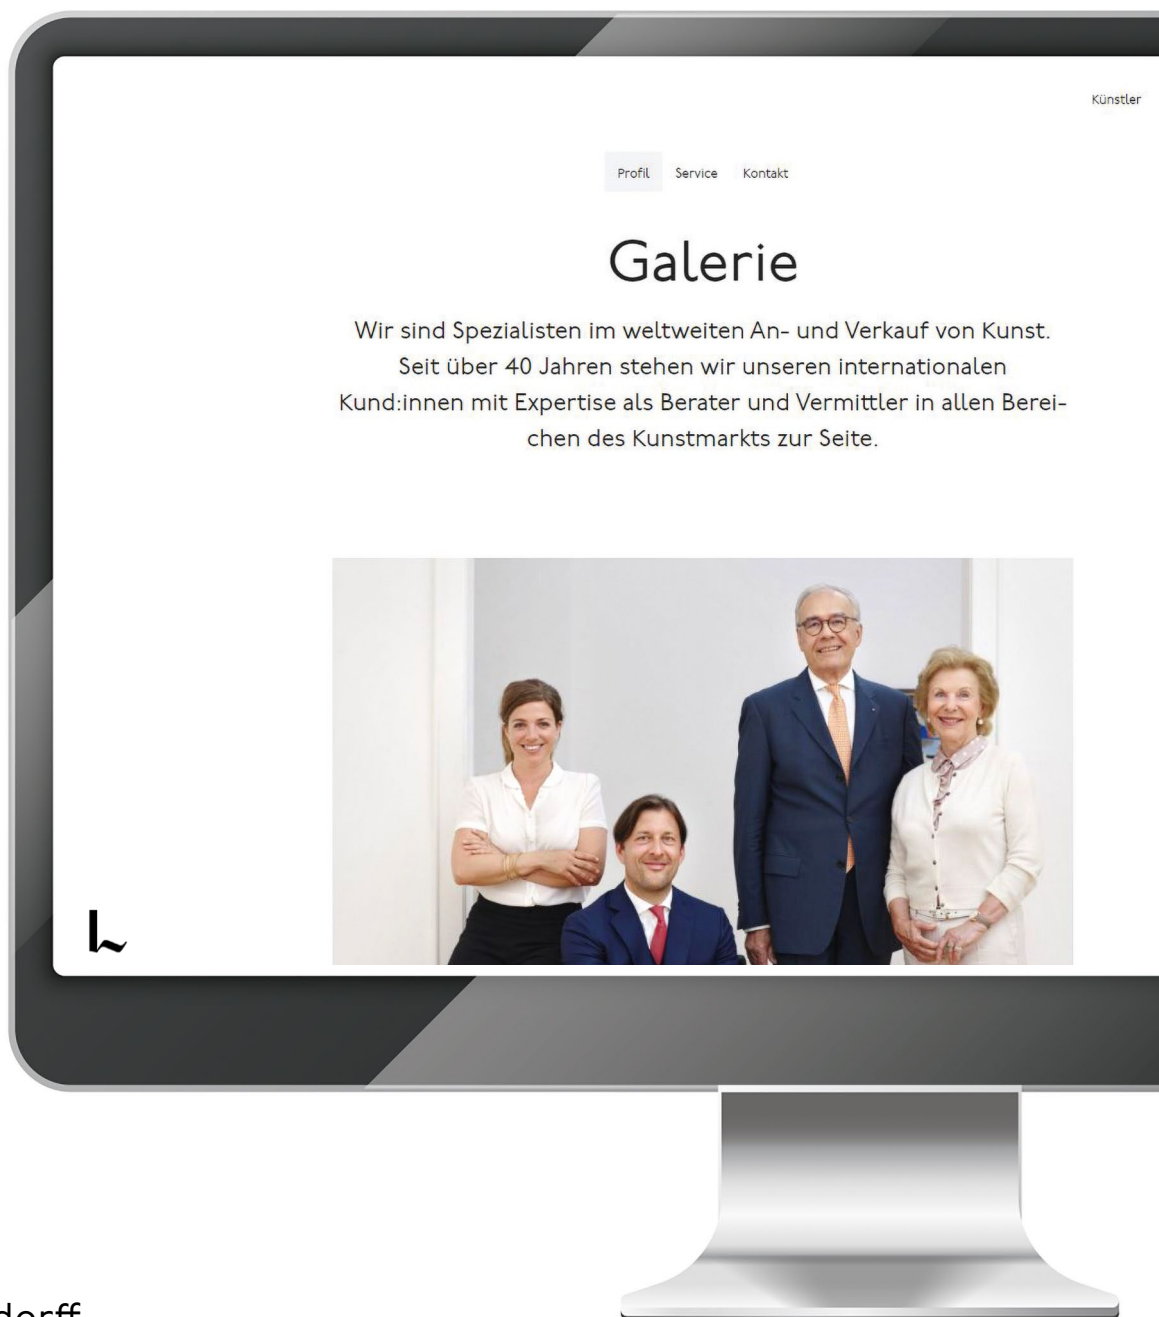 Künstler
Profil Service Kontakt
Galerie
Wir sind Spezialisten im weltweiten An- und Verkauf von Kunst.
Seit über 40 Jahren stehen wir unseren internationalen
Kund:innen mit Expertise als Berater und Vermittler in allen Berei-
chen des Kunstmarkts zur Seite.